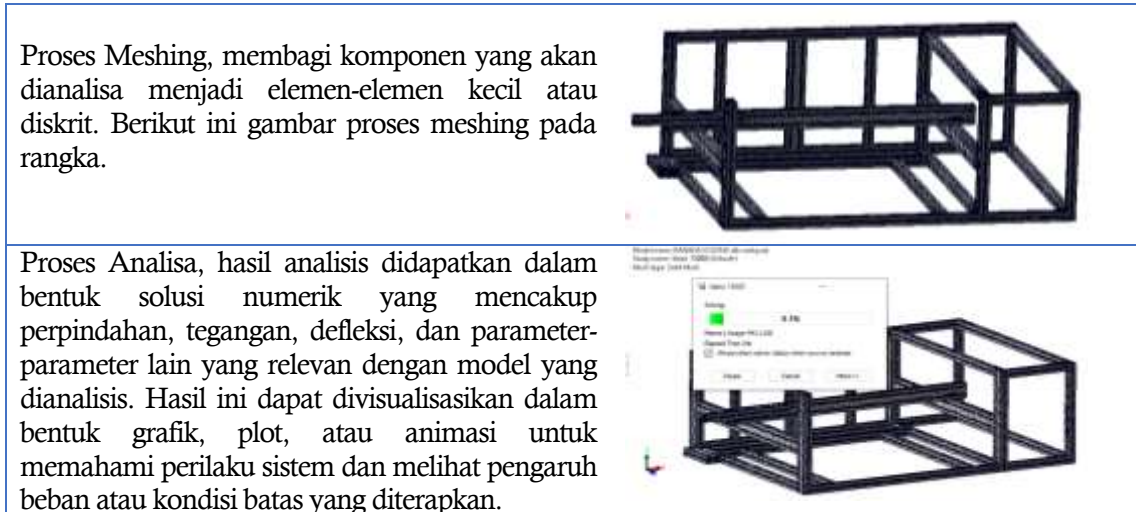 Proses Meshing, membagi komponen yang akan
dianalisa menjadi elemen-elemen kecil atau
diskrit. Berikut ini gambar proses meshing pada
rangka.
Proses Analisa, hasil analisis didapatkan dalam
bentuk solusi numerik yang mencakup
perpindahan, tegangan, defleksi, dan parameter-
parameter lain yang relevan dengan model yang
dianalisis. Hasil ini dapat divisualisasikan dalam
bentuk grafik, plot, atau animasi untuk
memahami perilaku sistem dan melihat pengaruh
beban atau kondisi batas yang diterapkan.